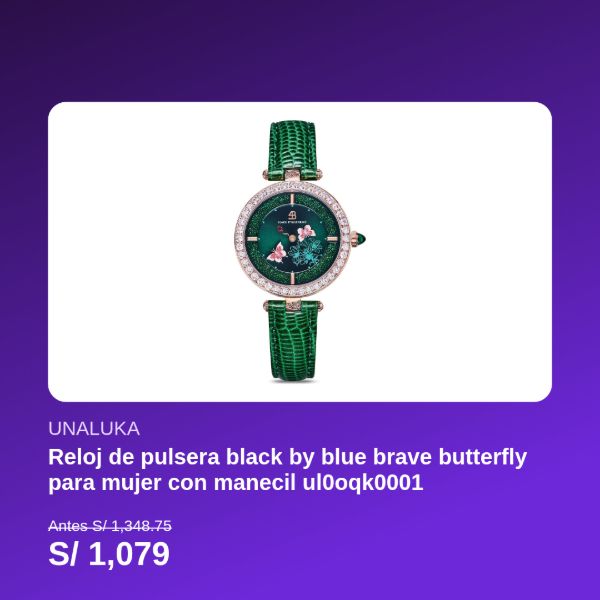 UNALUKA
Reloj de pulsera black by blue brave butterfly
para mujer con manecil ul0oqk0001
Antes S/ 1,348.75
S/ 1,079